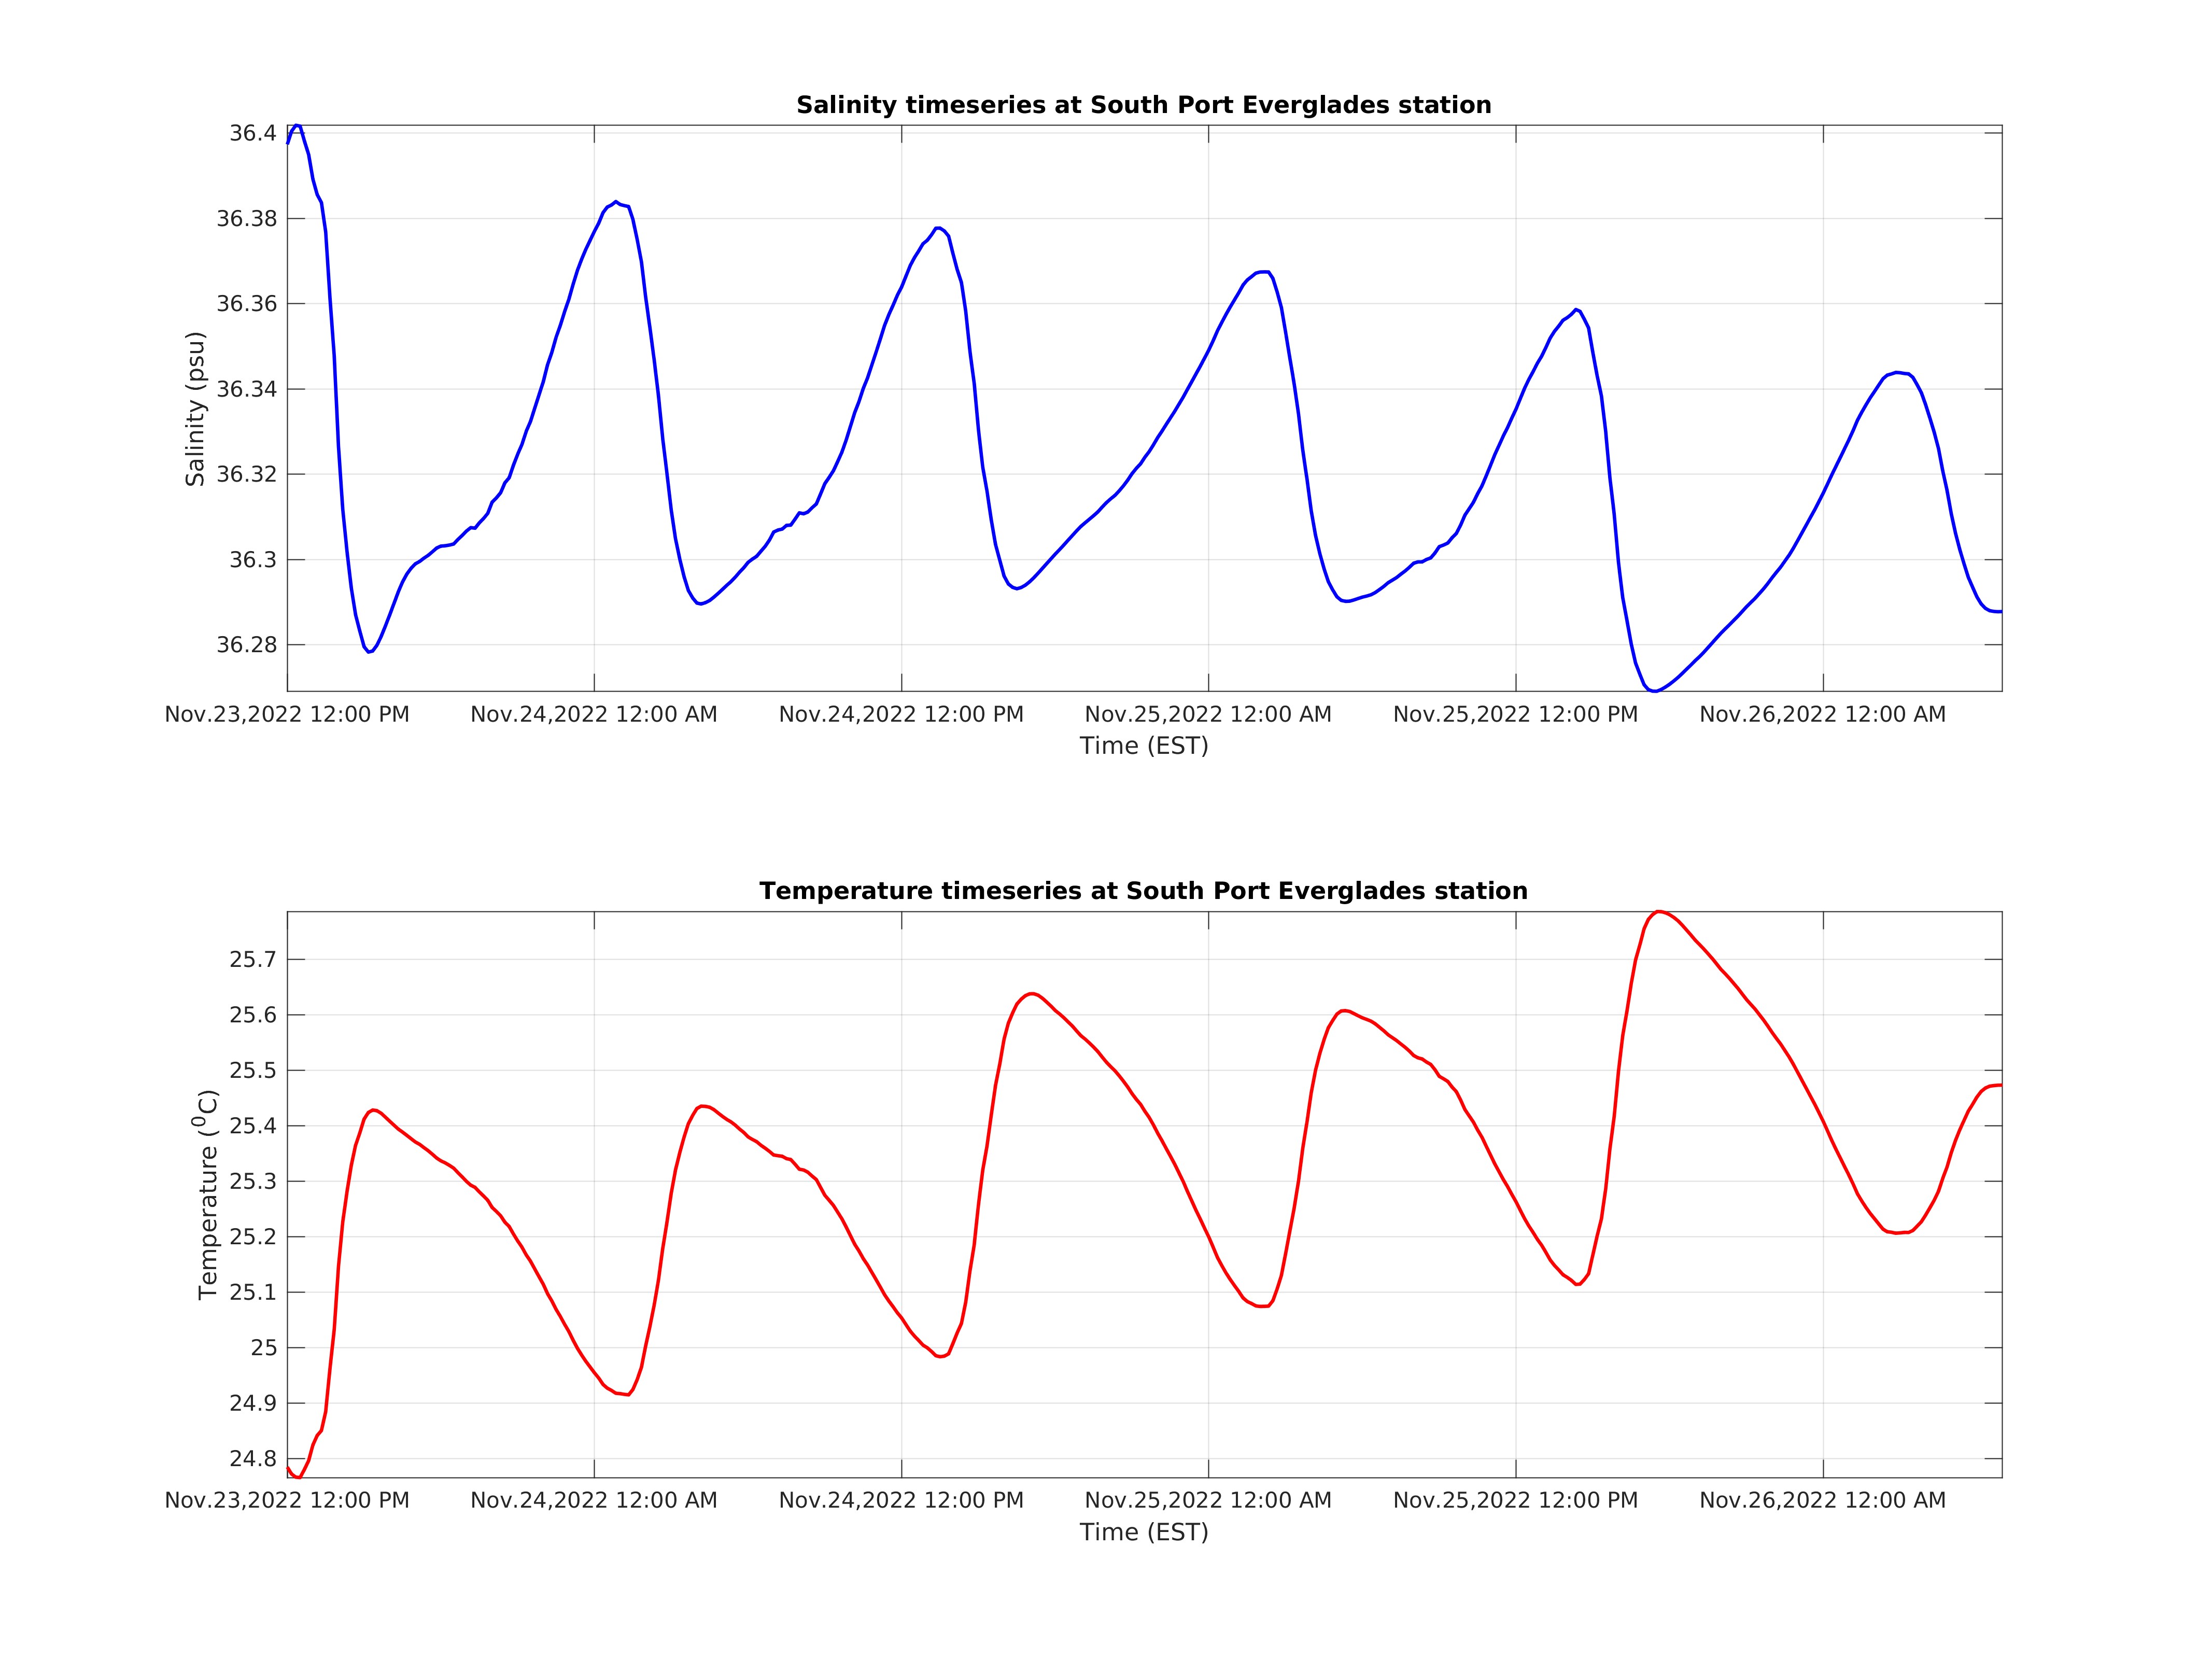 Salinity timeseries at South Port Everglades station
36.4
36.38
36.36
36.34
36.32
36.3
36.28
Salinity (psu)
Nov.23,2022 12:00 PM Nov.24,2022 12:00 AM Nov.24,2022 12:00 PM Nov.25,2022 12:00 AM Nov.25,2022 12:00 PM Nov.26,2022 12:00 AM
Time (EST)
Temperature timeseries at South Port Everglades station
25.7
25.6
25.5
25.4
25.3
25.2
25.1
25
24.9
24.8
Temperature (⁰C)
Nov.23,2022 12:00 PM Nov.24,2022 12:00 AM Nov.24,2022 12:00 PM Nov.25,2022 12:00 AM Nov.25,2022 12:00 PM Nov.26,2022 12:00 AM
Time (EST)